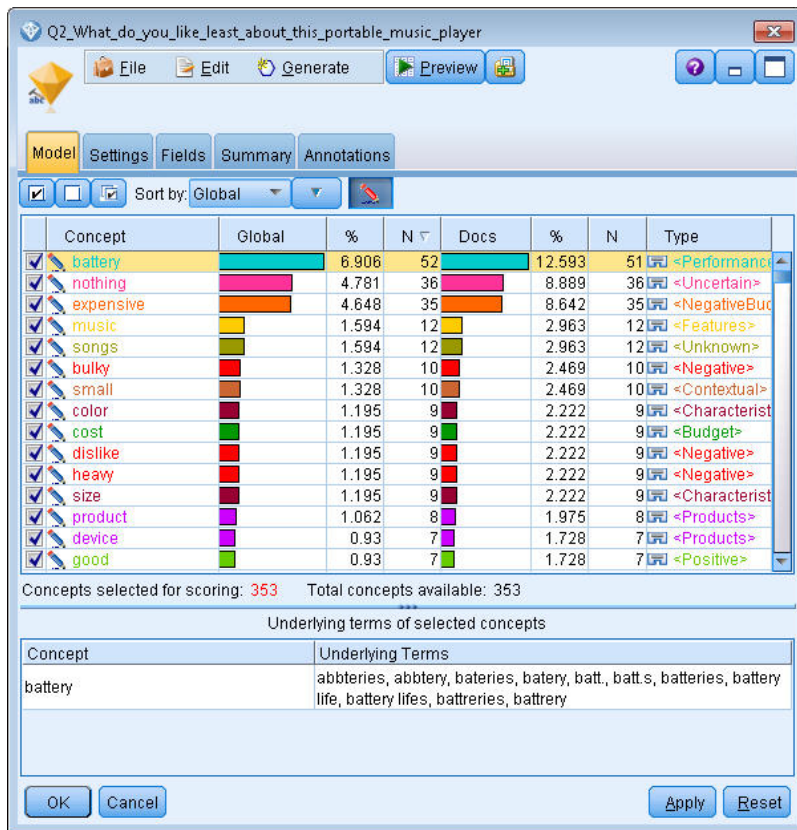 Q2_What_do_you_like_least_about_this_portable_music_player
File Edit Generate Preview
abc
Model Settings Fields Summary Annotations
Sort by: Global
Concept Global % N Docs % N Type
battery 6.906 52 12.593 51 <Performance
nothing 4.781 36 8.889 36 <Uncertain>
expensive 4.648 35 8.642 35 <NegativeBud
music 1.594 12 2.963 12 <Features>
songs 1.594 12 2.963 12 <Unknown>
bulky 1.328 10 2.469 10 <Negative>
small 1.328 10 2.469 10 <Contextual>
color 1.195 9 2.222 9 <Characterist
cost 1.195 9 2.222 9 <Budget>
dislike 1.195 9 2.222 9 <Negative>
heavy 1.195 9 2.222 9 <Negative>
size 1.195 9 2.222 9 <Characterist
product 1.062 8 1.975 8 <Products>
device 0.93 7 1.728 7 <Products>
good 0.93 7 1.728 7 <Positive>
Concepts selected for scoring: 353 Total concepts available: 353
Underlying terms of selected concepts
Concept Underlying Terms
battery abbteries, abbtery, bateries, batery, batt., batt.s, batteries, battery
life, battery lifes, battreries, battrery
OK Cancel Apply Reset